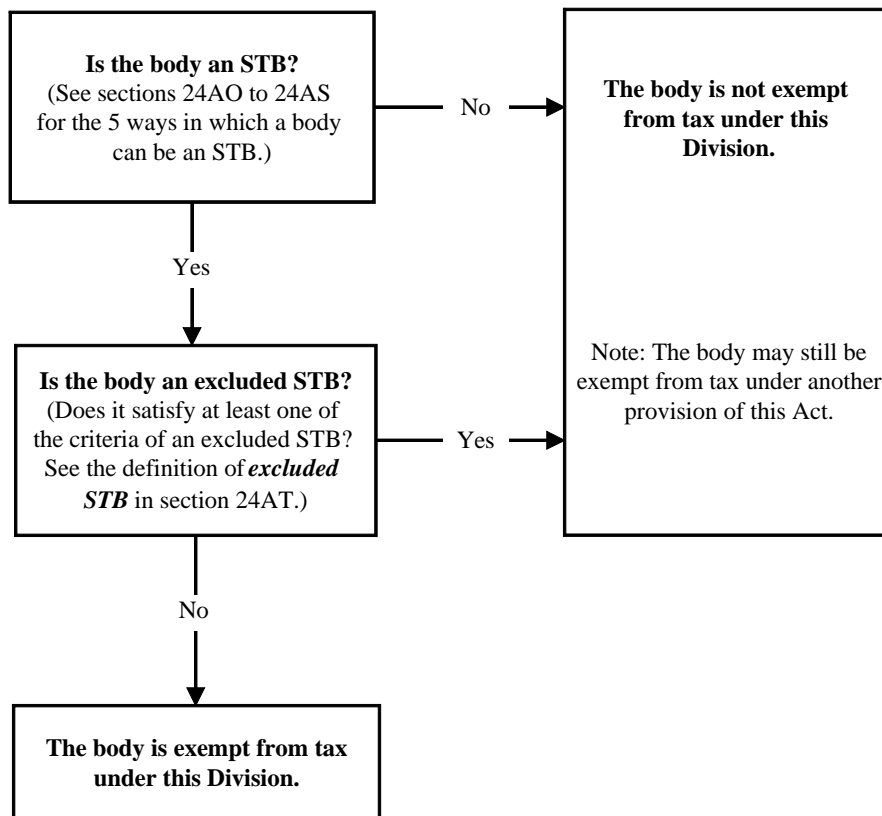 Is the body an STB?
(See sections 24AO to 24AS
for the 5 ways in which a body
can be an STB.)
No
The body is not exempt
from tax under this
Division.
Yes
Note: The body may still be
exempt from tax under another
provision of this Act.
Is the body an excluded STB?
(Does it satisfy at least one of
the criteria of an excluded STB?
See the definition of excluded
STB in section 24AT.)
Yes
No
The body is exempt from tax
under this Division.